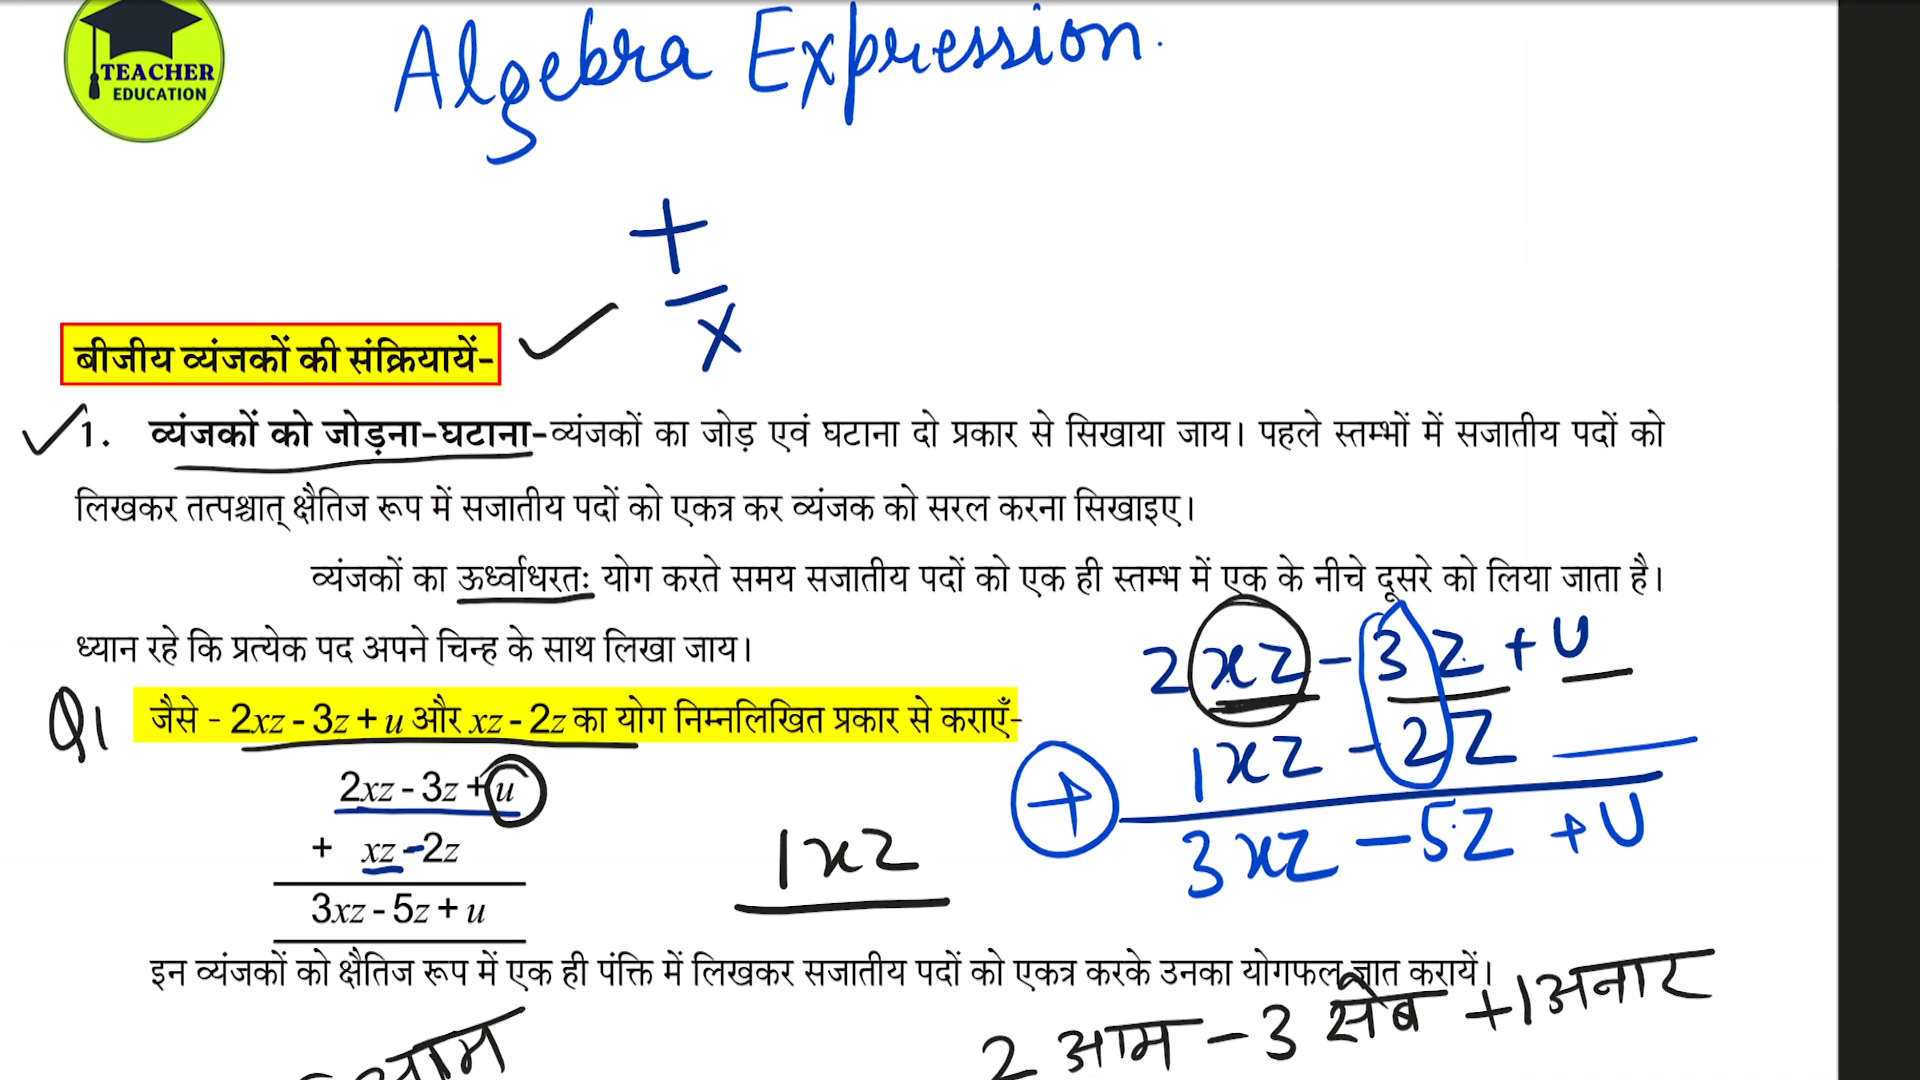 TEACHER
EDUCATION
Algebra Expression.
+
−
x
बीजीय व्यंजकों की संक्रियायें-
1. व्यंजकों को जोड़ना-घटाना-व्यंजकों का जोड़ एवं घटाना दो प्रकार से सिखाया जाय। पहले स्तम्भों में सजातीय पदों को
लिखकर तत्पश्चात् क्षैतिज रूप में सजातीय पदों को एकत्र कर व्यंजक को सरल करना सिखाइए।
व्यंजकों का ऊर्ध्वाधरतः योग करते समय सजातीय पदों को एक ही स्तम्भ में एक के नीचे दूसरे को लिया जाता है।
ध्यान रहे कि प्रत्येक पद अपने चिन्ह के साथ लिखा जाय।
Q1 जैसे - 2xz - 3z + u और xz - 2z का योग निम्नलिखित प्रकार से कराएँ-
2xz - 3z + u
+ xz - 2z
3xz - 5z + u
1xz
2xz - 3z + u
1xz - 2z
+
3xz - 5z + u
इन व्यंजकों को क्षैतिज रूप में एक ही पंक्ति में लिखकर सजातीय पदों को एकत्र करके उनका योगफल ज्ञात करायें।
2 आम - 3 सेब + 1 अनार
आम